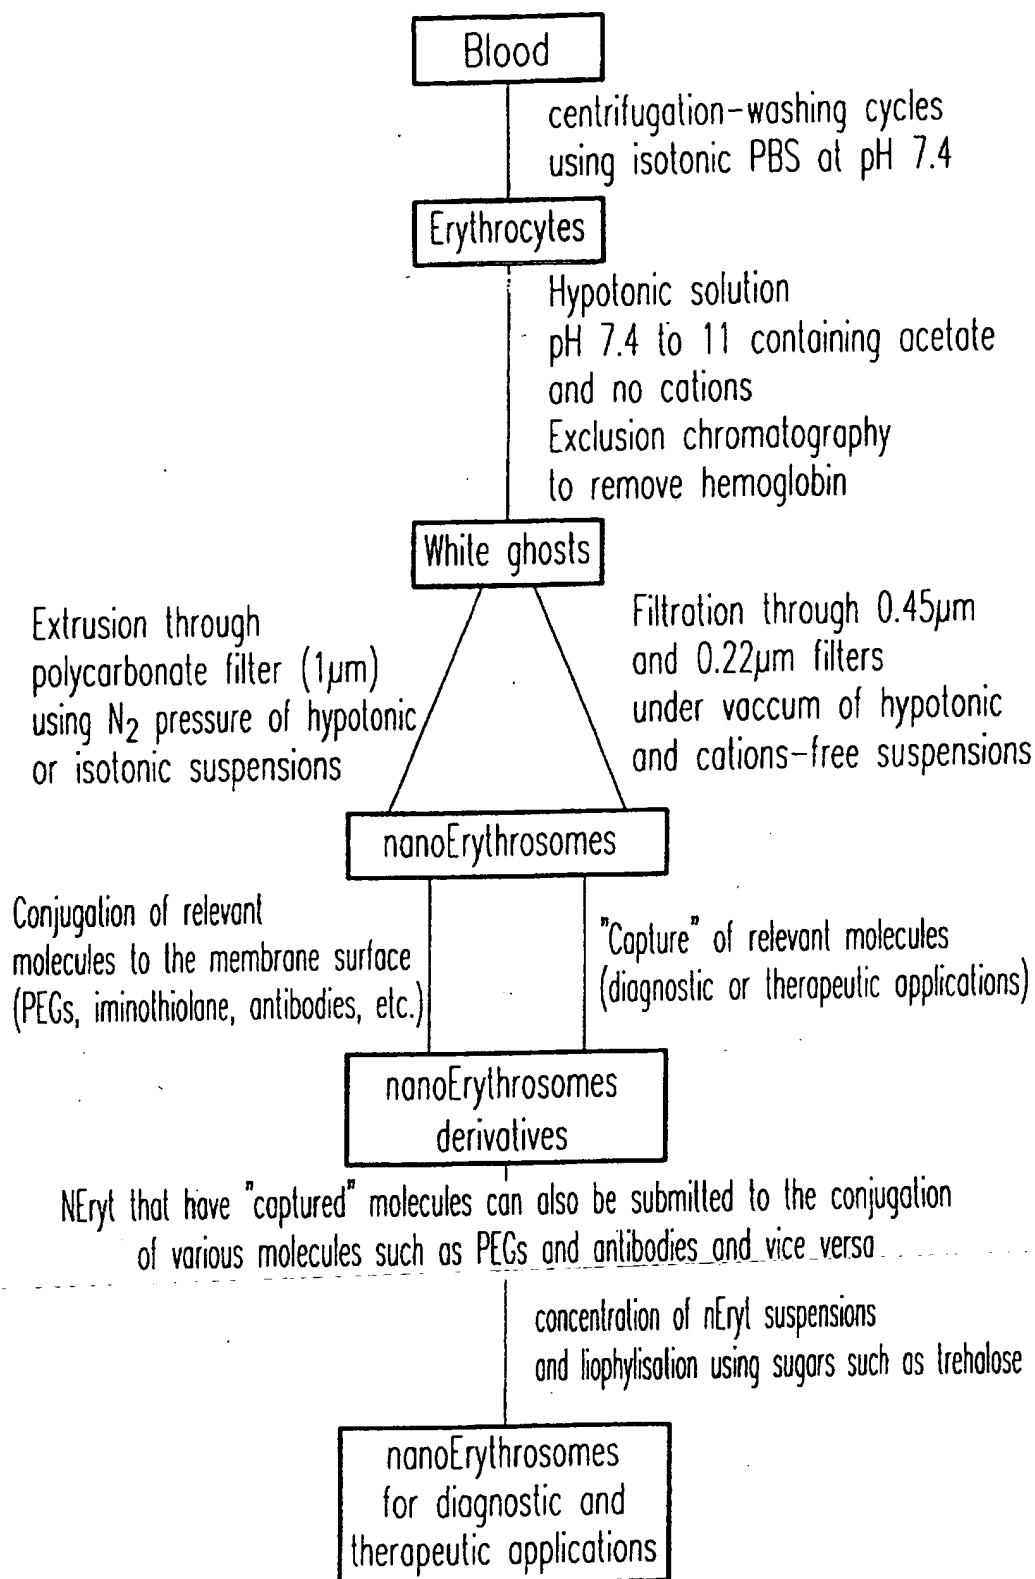 Blood
centrifugation-washing cycles
using isotonic PBS at pH 7.4
Erythrocytes
Hypotonic solution
pH 7.4 to 11 containing acetate
and no cations
Exclusion chromatography
to remove hemoglobin
White ghosts
Extrusion through
polycarbonate filter (1µm)
using N₂ pressure of hypotonic
or isotonic suspensions
Filtration through 0.45µm
and 0.22µm filters
under vaccum of hypotonic
and cations-free suspensions
nanoErythrosomes
Conjugation of relevant
molecules to the membrane surface
(PEGs, iminothiolane, antibodies, etc.)
"Capture" of relevant molecules
(diagnostic or therapeutic applications)
nanoErythrosomes
derivatives
NEryt that have "captured" molecules can also be submitted to the conjugation
of various molecules such as PEGs and antibodies and vice versa
concentration of nEryt suspensions
and liophylisation using sugars such as trehalose
nanoErythrosomes
for diagnostic and
therapeutic applications